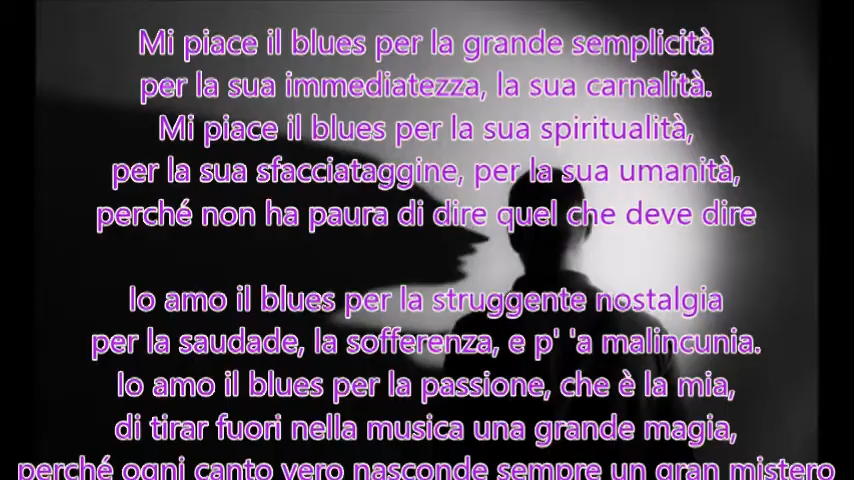 Mi piace il blues per la grande semplicità
per la sua immediatezza, la sua carnalità.
Mi piace il blues per la sua spiritualità,
per la sua sfacciataggine, per la sua umanità,
perché non ha paura di dire quel che deve dire
Io amo il blues per la struggente nostalgia
per la saudade, la sofferenza, e p' 'a malincunia.
Io amo il blues per la passione, che è la mia,
di tirar fuori nella musica una grande magia,
perché ogni canto vero nasconde sempre un gran mistero